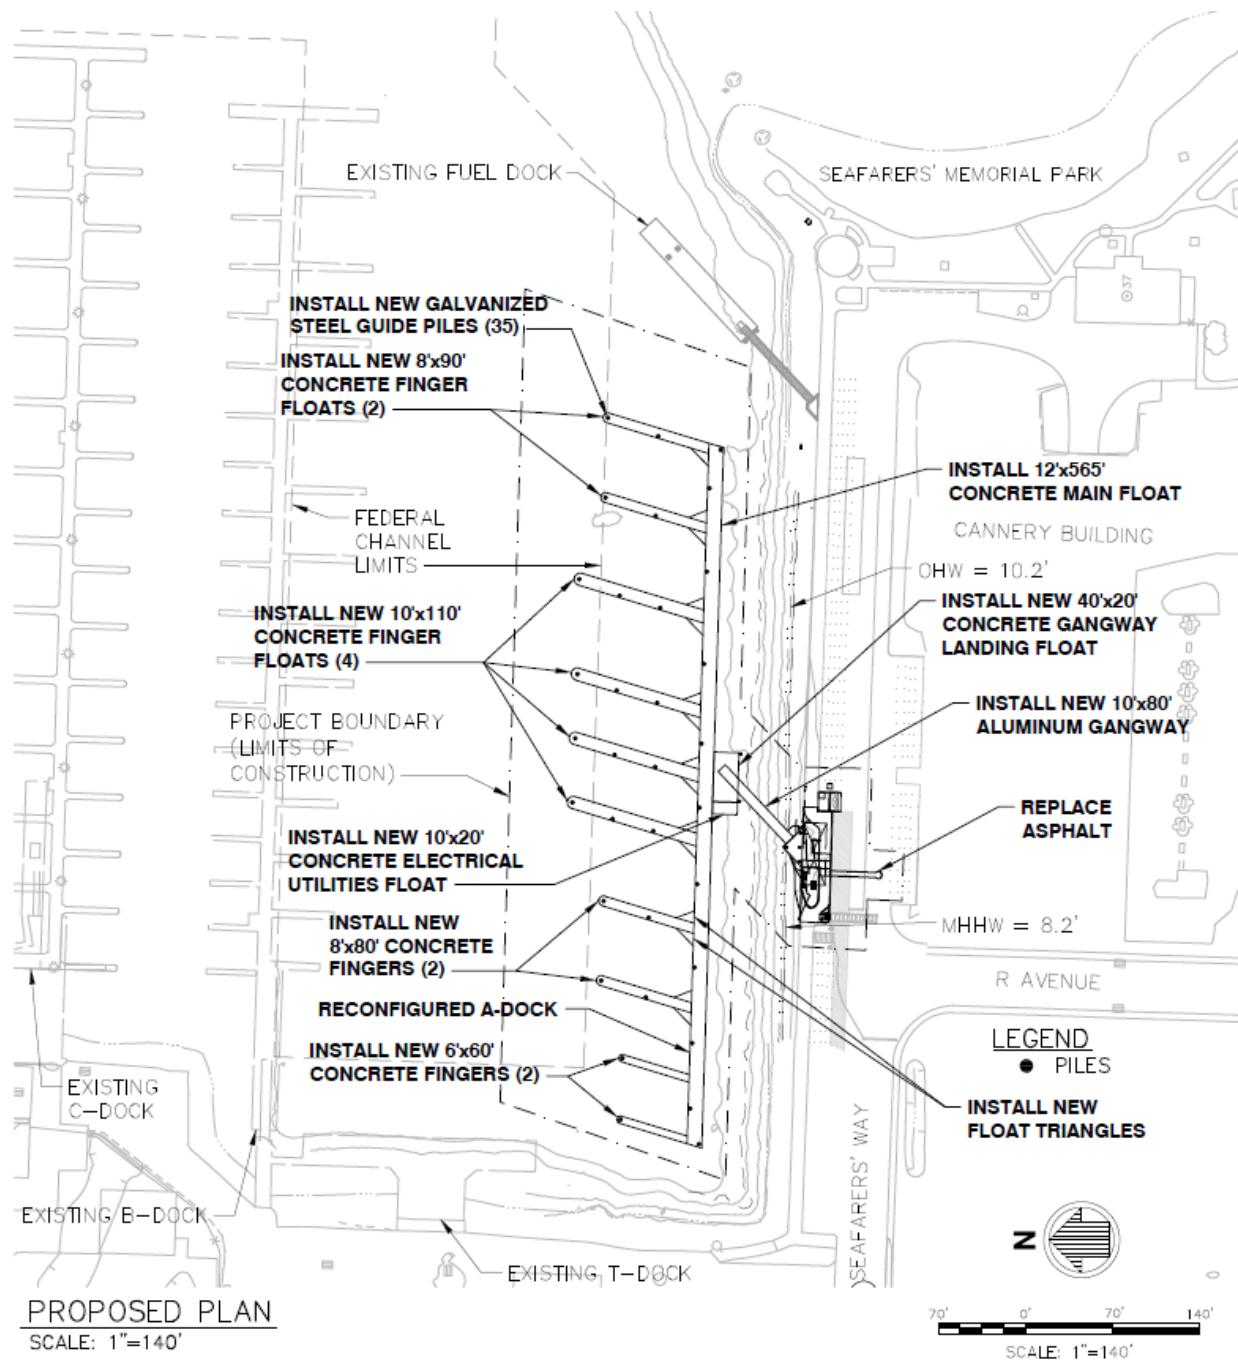 EXISTING FUEL DOCK
SEAFARERS' MEMORIAL PARK
37
INSTALL NEW GALVANIZED
STEEL GUIDE PILES (35)
INSTALL NEW 8'x90'
CONCRETE FINGER
FLOATS (2)
INSTALL 12'x565'
CONCRETE MAIN FLOAT
CANNERY BUILDING
FEDERAL
CHANNEL
LIMITS
OHW = 10.2'
INSTALL NEW 40'x20'
CONCRETE GANGWAY
LANDING FLOAT
INSTALL NEW 10'x110'
CONCRETE FINGER
FLOATS (4)
INSTALL NEW 10'x80'
ALUMINUM GANGWAY
PROJECT BOUNDARY
(LIMITS OF
CONSTRUCTION)
REPLACE
ASPHALT
INSTALL NEW 10'x20'
CONCRETE ELECTRICAL
UTILITIES FLOAT
INSTALL NEW
8'x80' CONCRETE
FINGERS (2)
MHHW = 8.2'
R AVENUE
RECONFIGURED A-DOCK
LEGEND
PILES
INSTALL NEW 6'x60'
CONCRETE FINGERS (2)
EXISTING
C-DOCK
INSTALL NEW
FLOAT TRIANGLES
SEAFARERS' WAY
EXISTING B-DOCK
N
EXISTING T-DOCK
PROPOSED PLAN
SCALE: 1"=140'
70' 0' 70' 140'
SCALE: 1"=140'